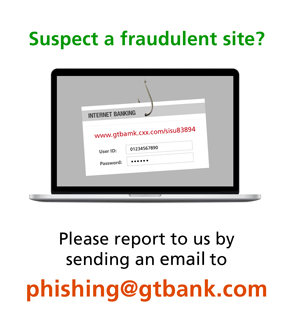 Suspect a fraudulent site?
INTERNET BANKING
www.gtbamk.cxx.com/sisu83894
User ID: 01234567890
Password: ••••••
Please report to us by
sending an email to
phishing@gtbank.com